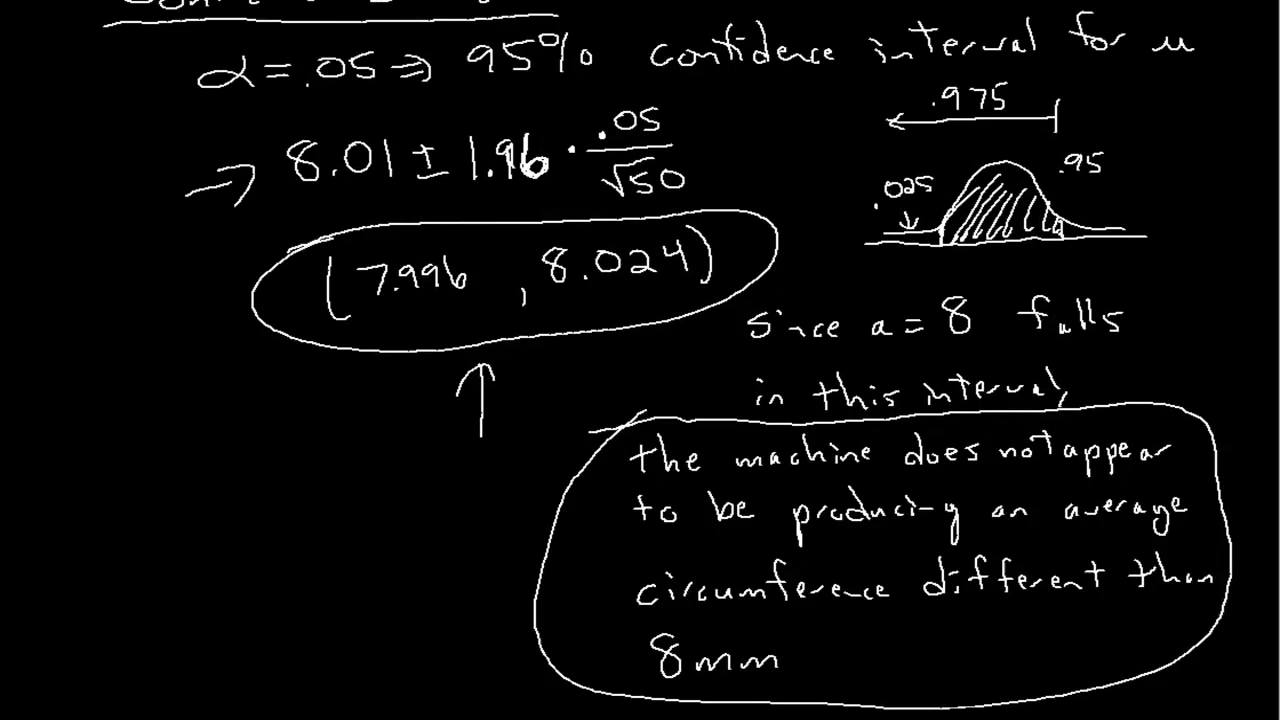 α = .05 ⇒ 95% confidence interval for μ
.975
→ 8.01 ± 1.96 · .05/√50
.95
.025
(7.996 , 8.024)
since a = 8 falls
in this interval,
the machine does not appear
to be producing an average
circumference different than
8mm